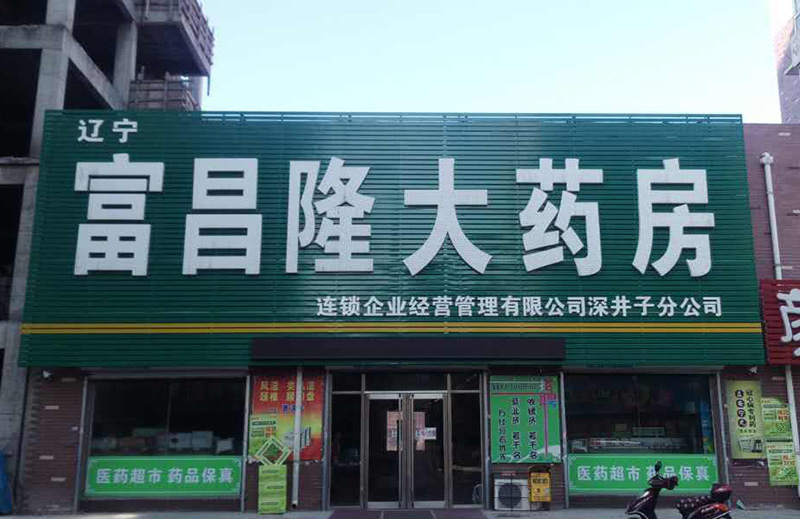 辽宁
富昌隆大药房
连锁企业经营管理有限公司深井子分公司
医药超市 药品保真
医药超市 药品保真